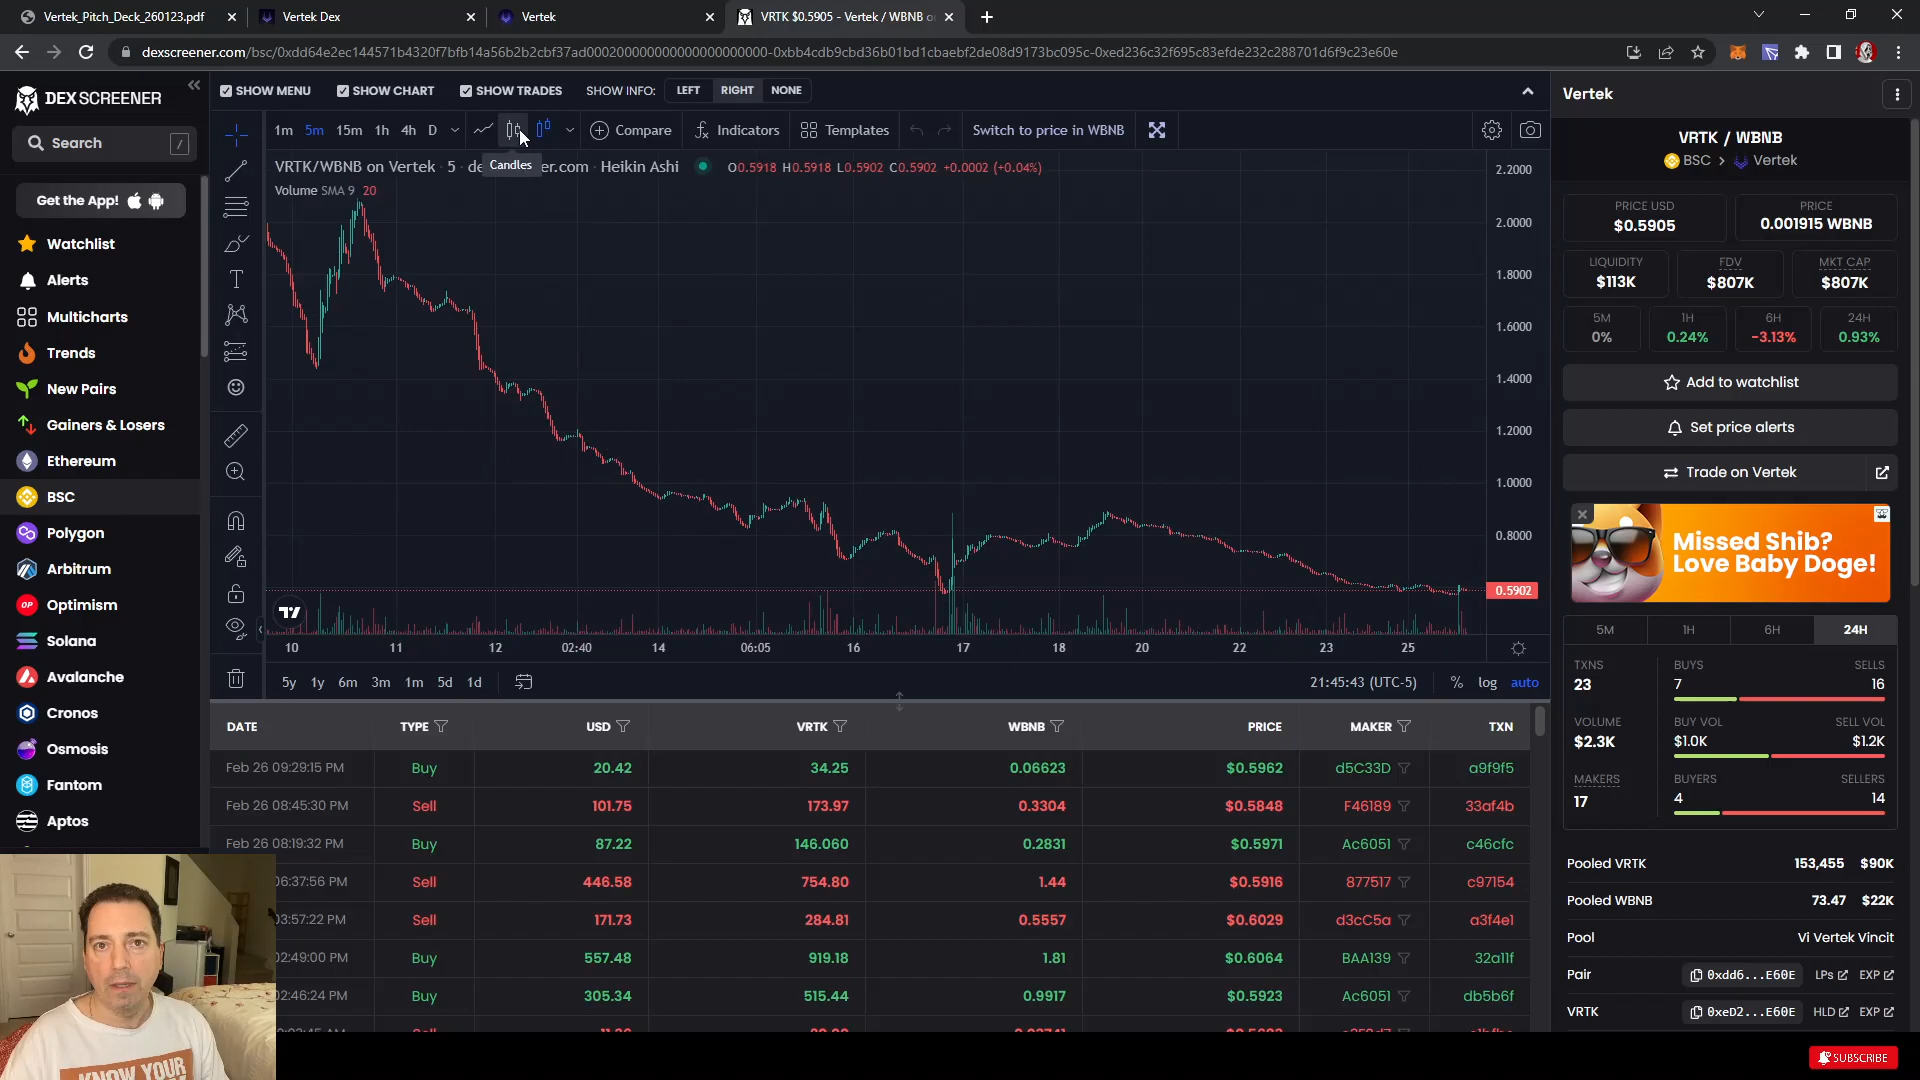 Vertek_Pitch_Deck_260123.pdf
Vertek Dex
Vertek
VRTK $0.5905 - Vertek / WBNB o
dexscreener.com/bsc/0xdd64e2ec144571b4320f7bfb14a56b2b2cbf37ad000200000000000000000000-0xbb4cdb9cbd36b01bd1cbaebf2de08d9173bc095c-0xed236c32f695c83efde232c288701d6f9c23e60e
DEX SCREENER
SHOW MENU
SHOW CHART
SHOW TRADES
SHOW INFO:
LEFT
RIGHT
NONE
Search
/
Get the App!
Watchlist
Alerts
Multicharts
Trends
New Pairs
Gainers & Losers
Ethereum
BSC
Polygon
Arbitrum
OP
Optimism
Solana
Avalanche
Cronos
Osmosis
Fantom
Aptos
1m 5m 15m 1h 4h D
Compare
Indicators
Templates
Switch to price in WBNB
VRTK/WBNB on Vertek · 5 · de
er.com · Heikin Ashi
O0.5918 H0.5918 L0.5902 C0.5902 +0.0002 (+0.04%)
Candles
Volume SMA 9 20
2.2000
2.0000
1.8000
1.6000
1.4000
1.2000
1.0000
0.8000
0.5902
10 11 12 02:40 14 06:05 16 17 18 20 22 23 25
5y 1y 6m 3m 1m 5d 1d
21:45:43 (UTC-5)
% log auto
DATE TYPE USD VRTK WBNB PRICE MAKER TXN
Feb 26 09:29:15 PM Buy 20.42 34.25 0.06623 $0.5962 d5C33D a9f9f5
Feb 26 08:45:30 PM Sell 101.75 173.97 0.3304 $0.5848 F46189 33af4b
Feb 26 08:19:32 PM Buy 87.22 146.060 0.2831 $0.5971 Ac6051 c46cfc
06:37:56 PM Sell 446.58 754.80 1.44 $0.5916 877517 c97154
03:57:22 PM Sell 171.73 284.81 0.5557 $0.6029 d3cC5a a3f4e1
02:49:00 PM Buy 557.48 919.18 1.81 $0.6064 BAA139 32a11f
02:46:24 PM Buy 305.34 515.44 0.9917 $0.5923 Ac6051 db5b6f
Vertek
VRTK / WBNB
BSC > Vertek
PRICE USD
$0.5905
PRICE
0.001915 WBNB
LIQUIDITY
$113K
FDV
$807K
MKT CAP
$807K
5M
0%
1H
0.24%
6H
-3.13%
24H
0.93%
Add to watchlist
Set price alerts
Trade on Vertek
Missed Shib?
Love Baby Doge!
5M 1H 6H 24H
TXNS
23
BUYS
7
SELLS
16
VOLUME
$2.3K
BUY VOL
$1.0K
SELL VOL
$1.2K
MAKERS
17
BUYERS
4
SELLERS
14
Pooled VRTK 153,455 $90K
Pooled WBNB 73.47 $22K
Pool Vi Vertek Vincit
Pair 0xdd6...E60E LPs EXP
VRTK 0xeD2...E60E HLD EXP
KNOW YOUR
SUBSCRIBE